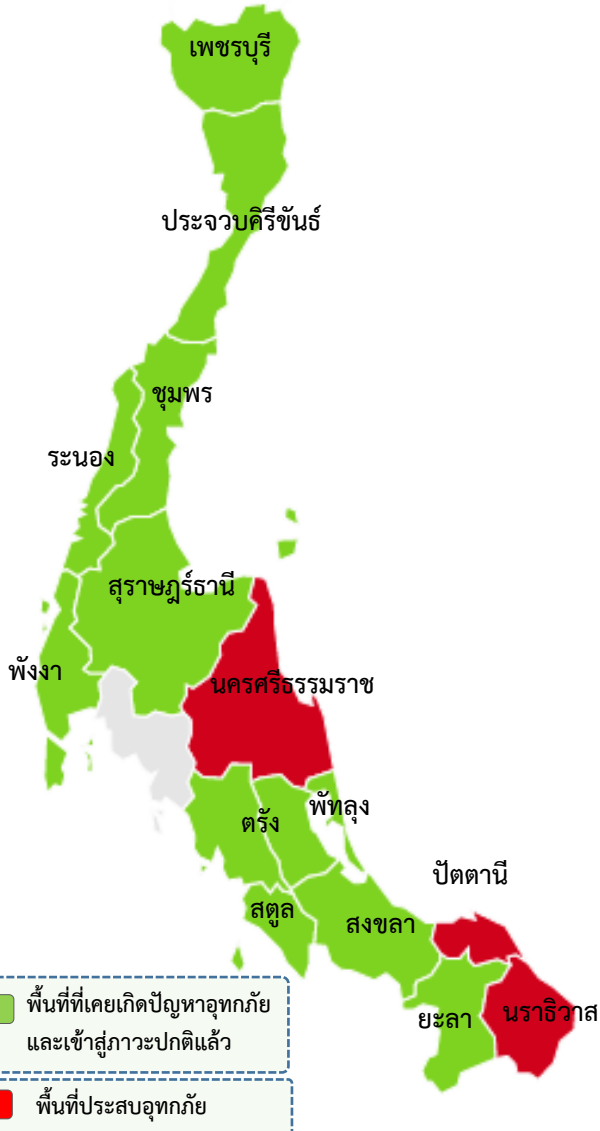 เพชรบุรี
ประจวบคิรีขันธ์
ชุมพร
ระนอง
สุราษฎร์ธานี
พังงา
นครศรีธรรมราช
พัทลุง
ตรัง
ปัตตานี
สตูล
สงขลา
ยะลา
นราธิวาส
พื้นที่ที่เคยเกิดปัญหาอุทกภัย
และเข้าสู่ภาวะปกติแล้ว
พื้นที่ประสบอุทกภัย